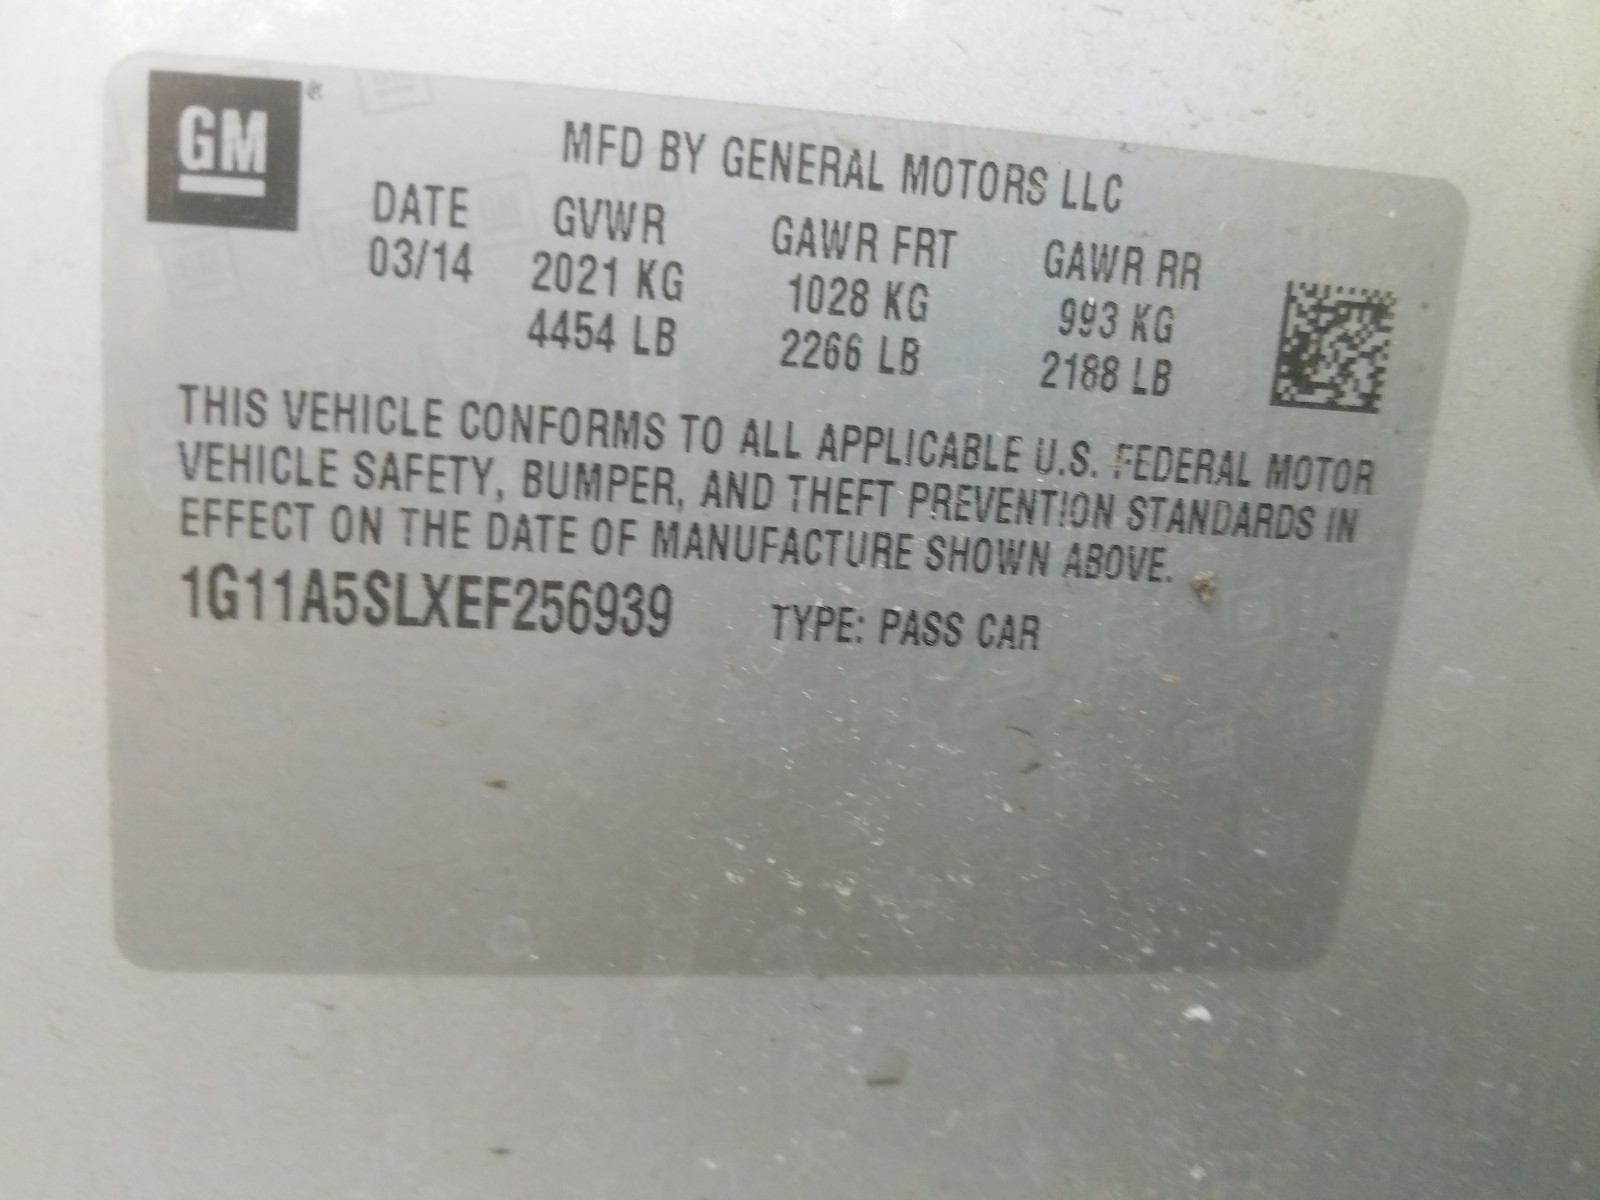 GM
MFD BY GENERAL MOTORS LLC
DATE GVWR GAWR FRT GAWR RR
03/14 2021 KG 1028 KG 993 KG
4454 LB 2266 LB 2188 LB
THIS VEHICLE CONFORMS TO ALL APPLICABLE U.S. FEDERAL MOTOR
VEHICLE SAFETY, BUMPER, AND THEFT PREVENTION STANDARDS IN
EFFECT ON THE DATE OF MANUFACTURE SHOWN ABOVE.
1G11A5SLXEF256939 TYPE: PASS CAR